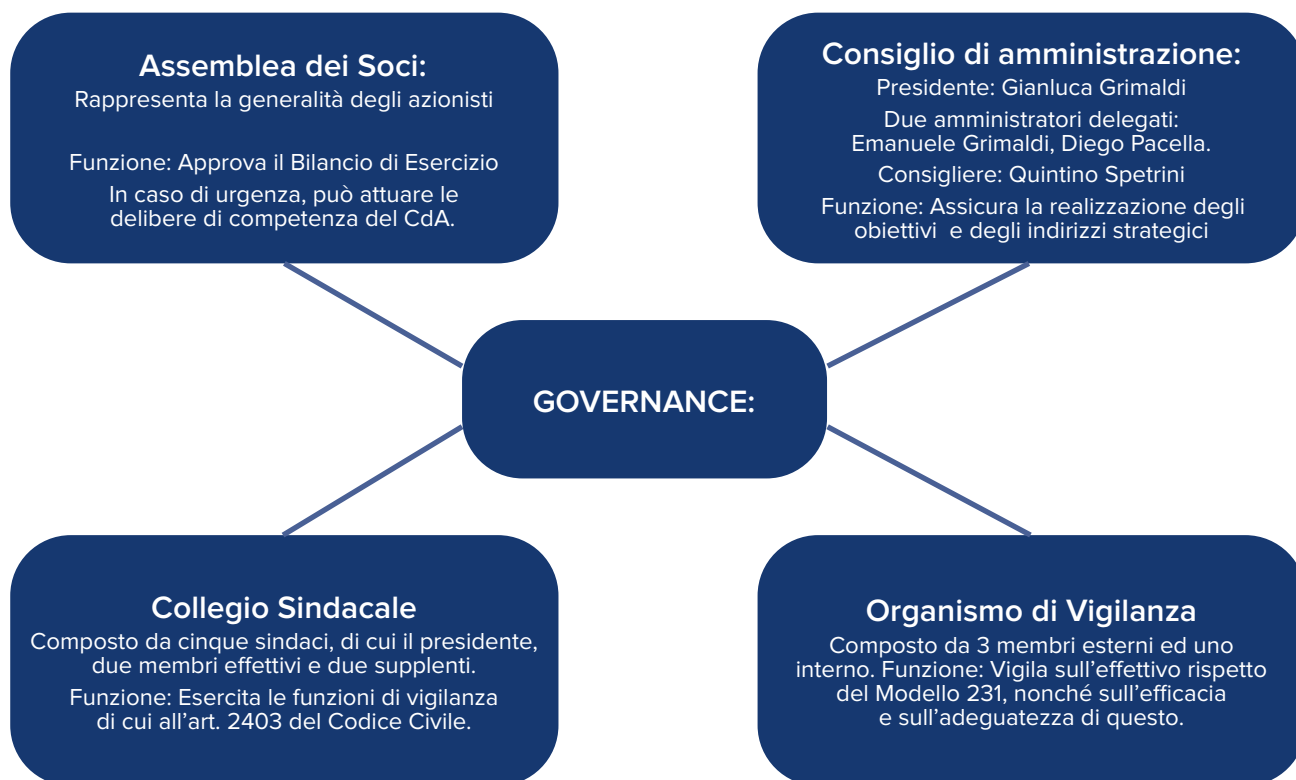 Assemblea dei Soci:
Rappresenta la generalità degli azionisti
Funzione: Approva il Bilancio di Esercizio
In caso di urgenza, può attuare le
delibere di competenza del CdA.
Consiglio di amministrazione:
Presidente: Gianluca Grimaldi
Due amministratori delegati:
Emanuele Grimaldi, Diego Pacella.
Consigliere: Quintino Spetrini
Funzione: Assicura la realizzazione degli
obiettivi e degli indirizzi strategici
GOVERNANCE:
Collegio Sindacale
Composto da cinque sindaci, di cui il presidente,
due membri effettivi e due supplenti.
Funzione: Esercita le funzioni di vigilanza
di cui all’art. 2403 del Codice Civile.
Organismo di Vigilanza
Composto da 3 membri esterni ed uno
interno. Funzione: Vigila sull’effettivo rispetto
del Modello 231, nonché sull’efficacia
e sull’adeguatezza di questo.